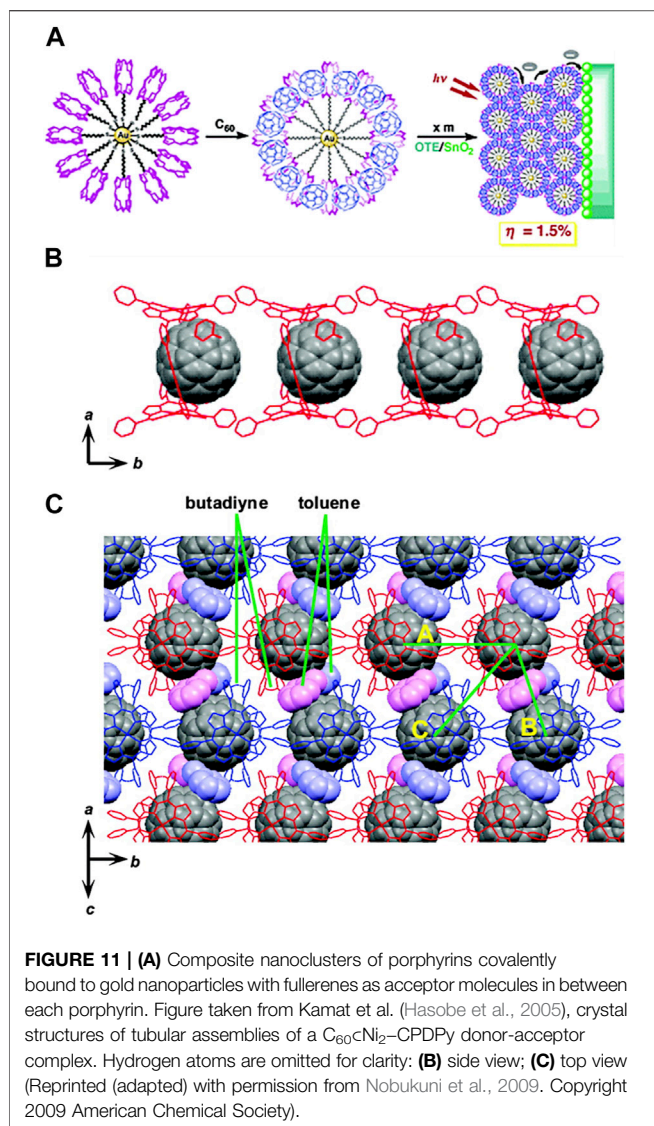 A
Au
C₆₀
Au
x m
OTE/SnO₂
hν
η = 1.5%
B
a
b
C
butadiyne
toluene
A
C
B
a
b
c
FIGURE 11 | (A) Composite nanoclusters of porphyrins covalently
bound to gold nanoparticles with fullerenes as acceptor molecules in between
each porphyrin. Figure taken from Kamat et al. (Hasobe et al., 2005), crystal
structures of tubular assemblies of a C₆₀⊂Ni₂–CPDPy donor-acceptor
complex. Hydrogen atoms are omitted for clarity: (B) side view; (C) top view
(Reprinted (adapted) with permission from Nobukuni et al., 2009. Copyright
2009 American Chemical Society).